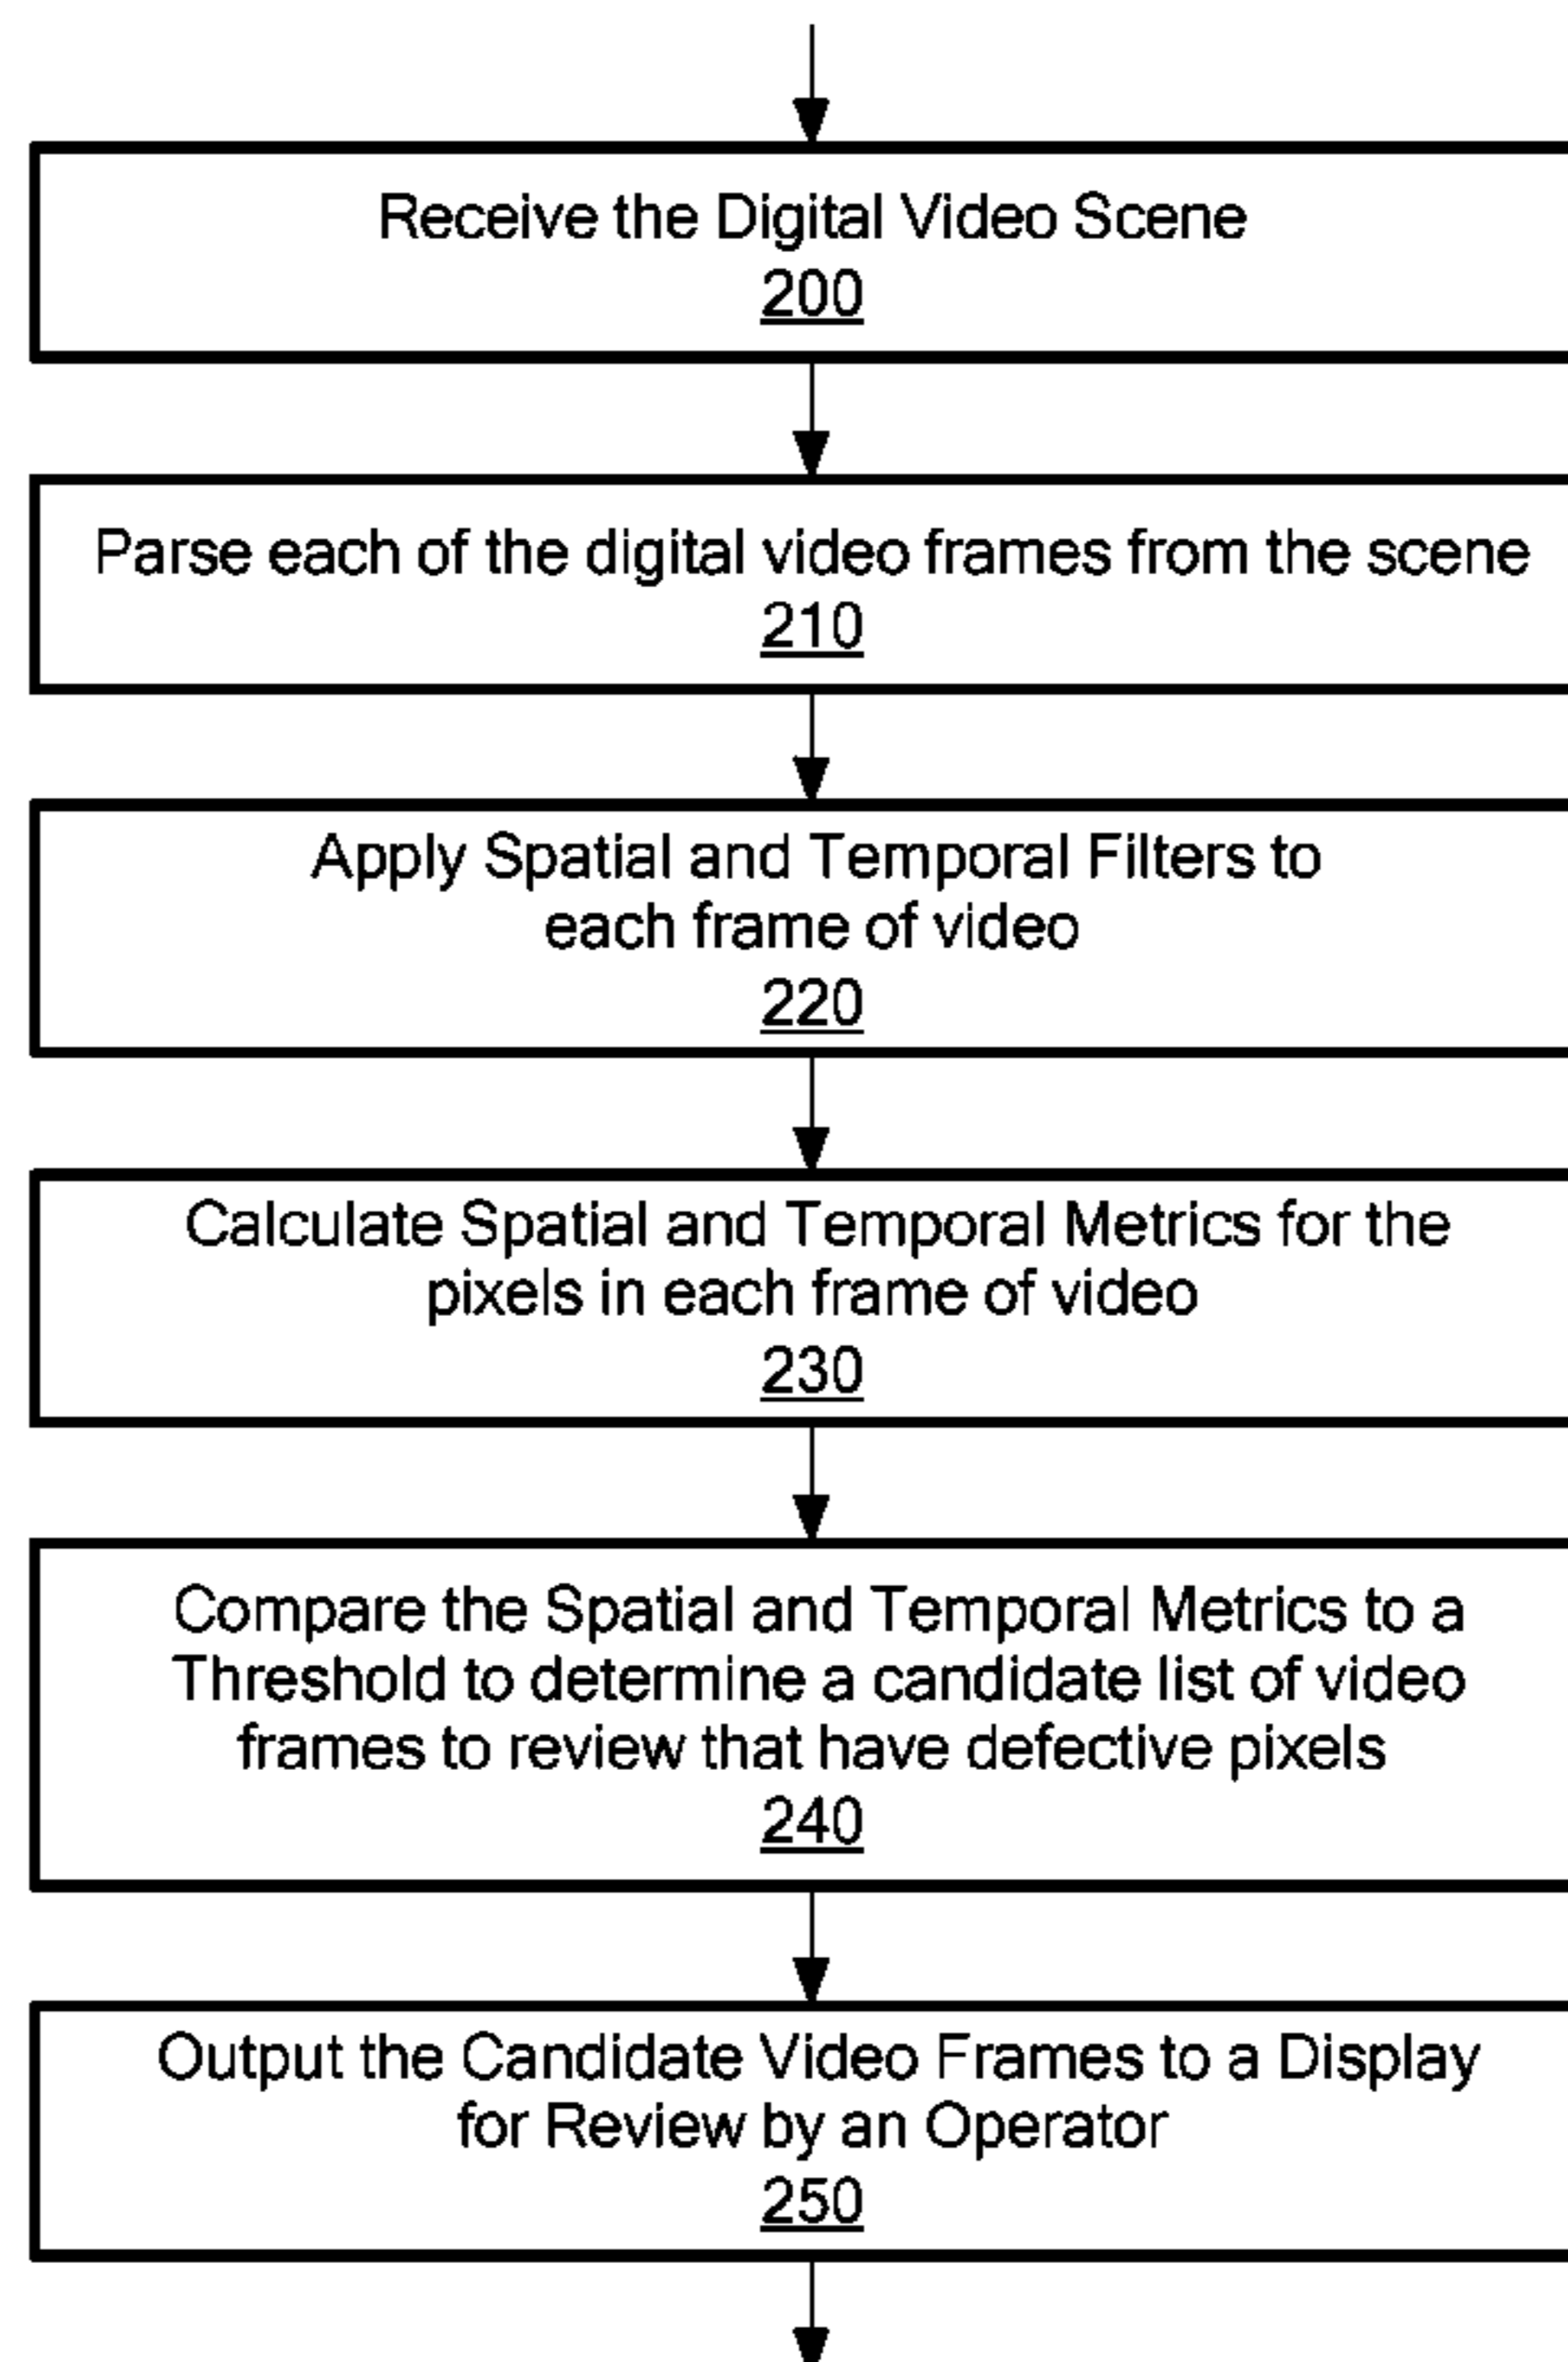 Receive the Digital Video Scene
200
Parse each of the digital video frames from the scene
210
Apply Spatial and Temporal Filters to
each frame of video
220
Calculate Spatial and Temporal Metrics for the
pixels in each frame of video
230
Compare the Spatial and Temporal Metrics to a
Threshold to determine a candidate list of video
frames to review that have defective pixels
240
Output the Candidate Video Frames to a Display
for Review by an Operator
250